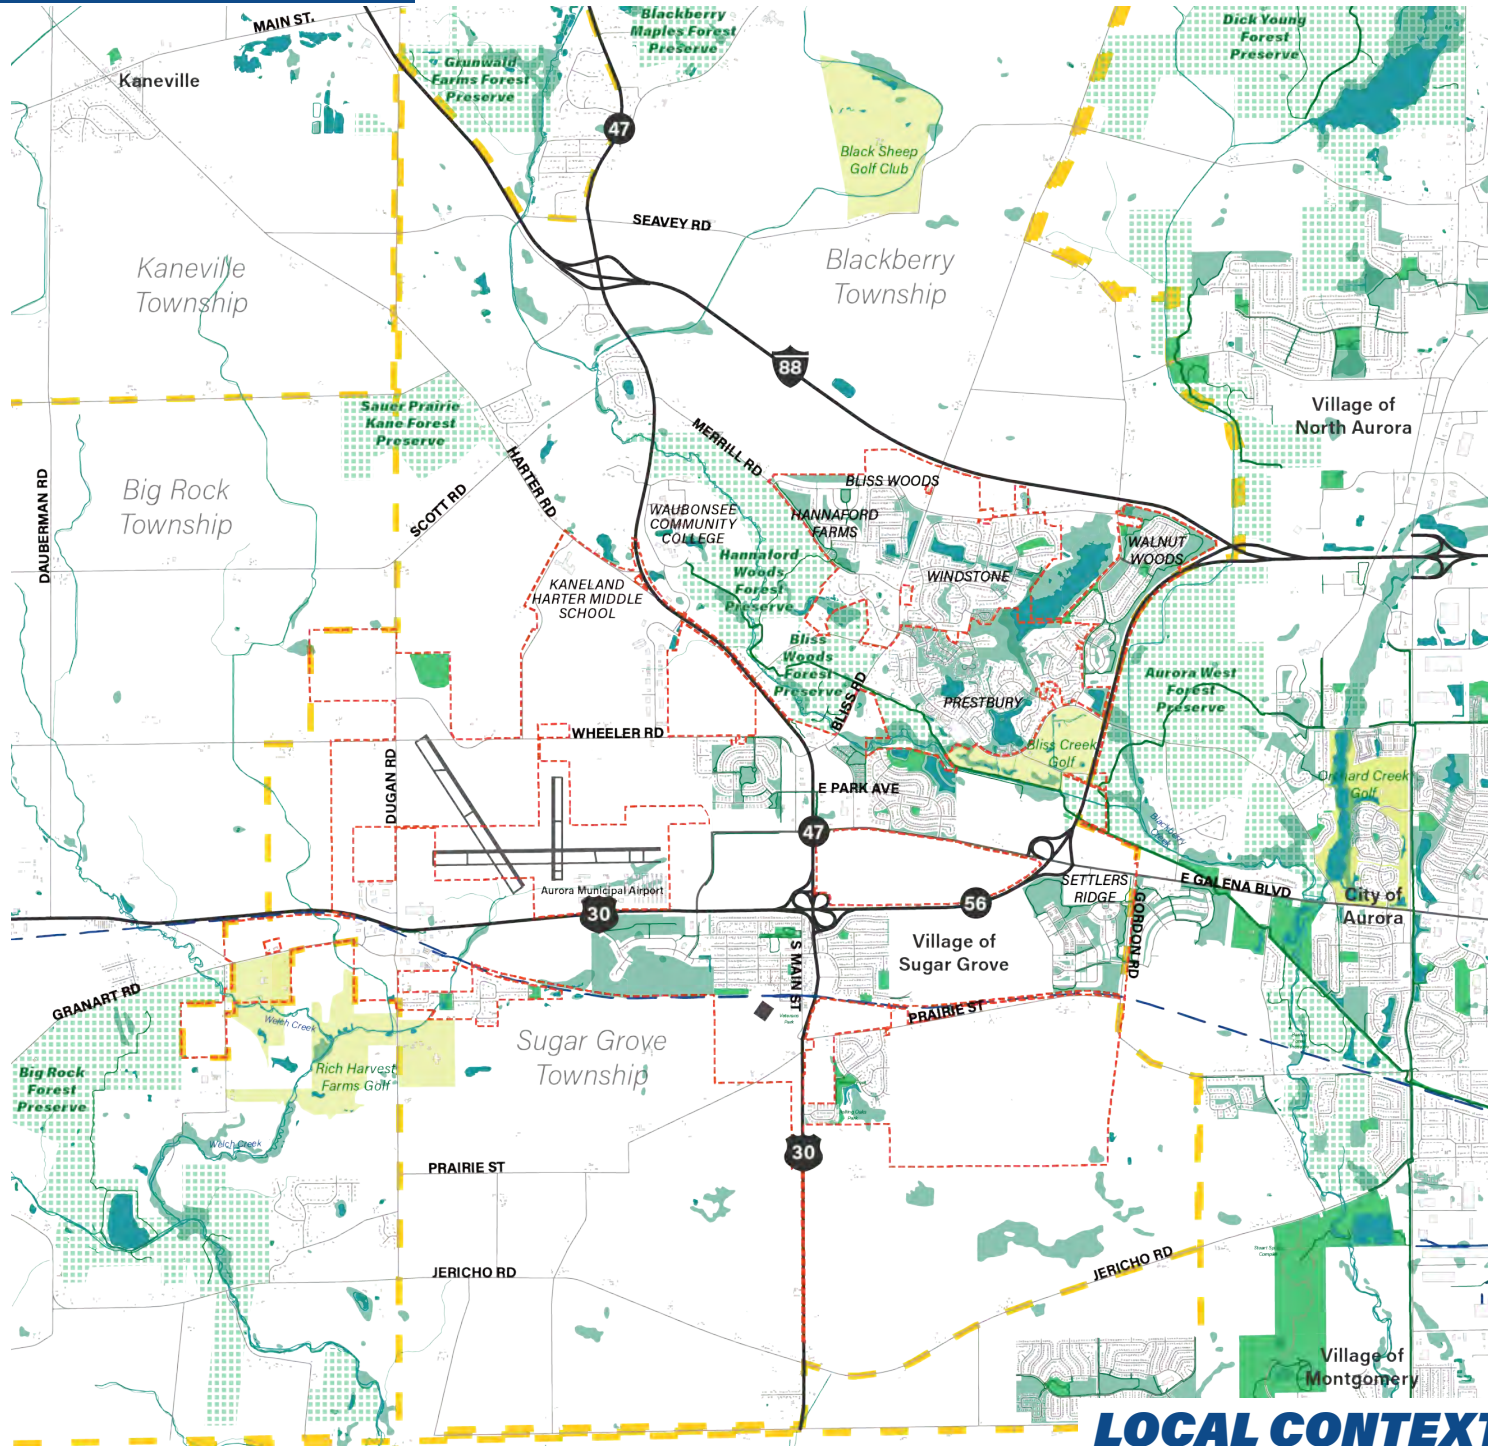 MAIN ST.
Kaneville
Grunwald
Farms Forest
Preserve
Blackberry
Maples Forest
Preserve
47
Dick Young
Forest
Preserve
Black Sheep
Golf Club
SEAVEY RD
Kaneville
Township
Blackberry
Township
88
Village of
North Aurora
Sauer Prairie
Kane Forest
Preserve
MERRILL RD
HARTER RD
SCOTT RD
DAUBERMAN RD
Big Rock
Township
BLISS WOODS
WAUBONSEE
COMMUNITY
COLLEGE
HANNAFORD
FARMS
WALNUT
WOODS
Hannaford
Woods
Forest
Preserve
WINDSTONE
KANELAND
HARTER MIDDLE
SCHOOL
Bliss
Woods
Forest
Preserve
BLISS RD
PRESTBURY
Aurora West
Forest
Preserve
WHEELER RD
Bliss Creek
Golf
DUGAN RD
E PARK AVE
Orchard Creek
Golf
47
Blackberry
Creek
Aurora Municipal Airport
30
56
SETTLERS
RIDGE
E GALENA BLVD
City of
Aurora
GORDON RD
S MAIN ST
Village of
Sugar Grove
GRANART RD
Welch Creek
PRAIRIE ST
Sugar Grove
Township
Rich Harvest
Farms Golf
Big Rock
Forest
Preserve
Welch Creek
30
PRAIRIE ST
JERICHO RD
JERICHO RD
Village of
Montgomery
LOCAL CONTEXT